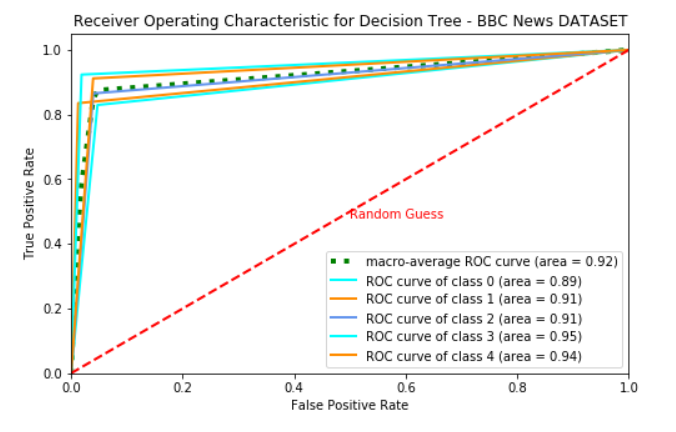 Receiver Operating Characteristic for Decision Tree - BBC News DATASET
1.0
0.8
0.6
0.4
0.2
0.0
True Positive Rate
Random Guess
macro-average ROC curve (area = 0.92)
ROC curve of class 0 (area = 0.89)
ROC curve of class 1 (area = 0.91)
ROC curve of class 2 (area = 0.91)
ROC curve of class 3 (area = 0.95)
ROC curve of class 4 (area = 0.94)
0.0 0.2 0.4 0.6 0.8 1.0
False Positive Rate